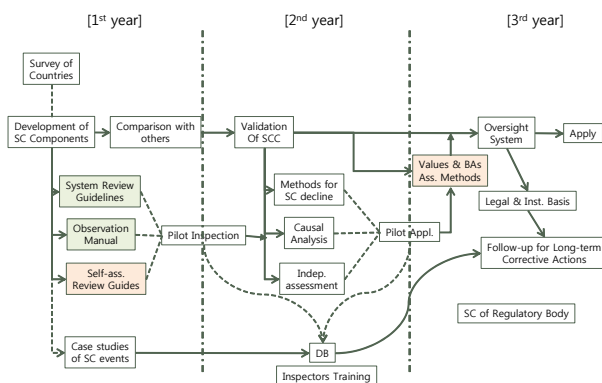 [1st year]
[2nd year]
[3rd year]
Survey of
Countries
Development of
SC Components
Comparison with
others
Validation
Of SCC
Oversight
System
Apply
Values & BAs
Ass. Methods
System Review
Guidelines
Methods for
SC decline
Legal & Inst. Basis
Observation
Manual
Pilot Inspection
Causal
Analysis
Pilot Appl.
Follow-up for Long-term
Corrective Actions
Self-ass.
Review Guides
Indep.
assessment
SC of Regulatory Body
Case studies
of SC events
DB
Inspectors Training